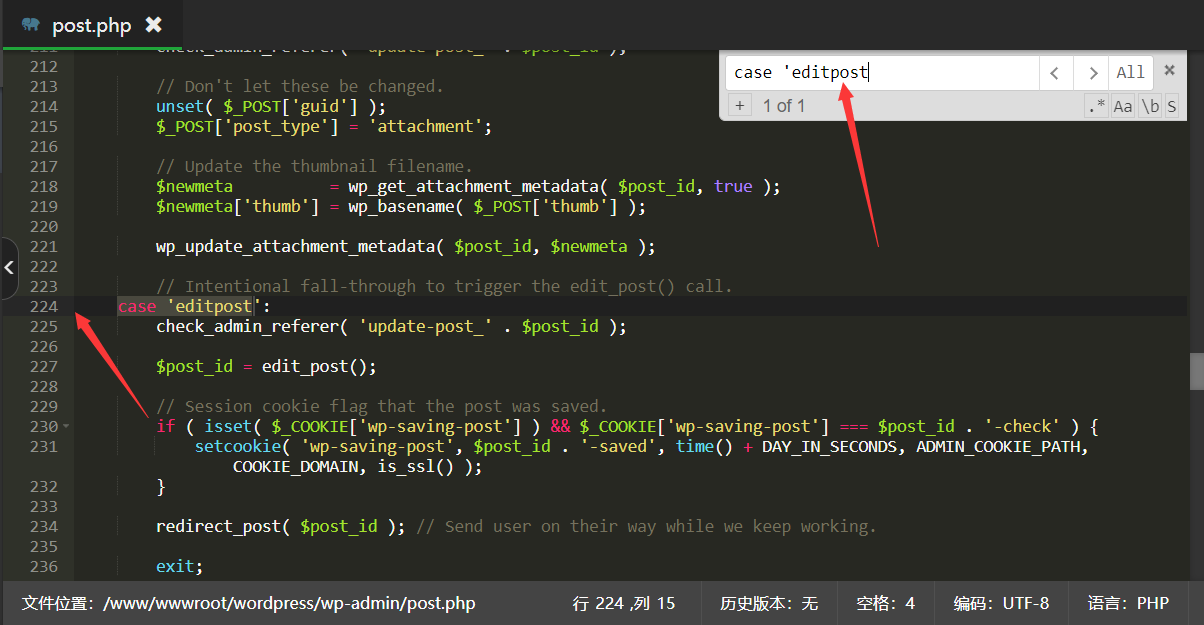 post.php ✖
211 check_admin_referer( 'update-post_' . $post_id );
212
213 // Don't let these be changed.
214 unset( $_POST['guid'] );
215 $_POST['post_type'] = 'attachment';
216
217 // Update the thumbnail filename.
218 $newmeta          = wp_get_attachment_metadata( $post_id, true );
219 $newmeta['thumb'] = wp_basename( $_POST['thumb'] );
220
221 wp_update_attachment_metadata( $post_id, $newmeta );
222
223 // Intentional fall-through to trigger the edit_post() call.
224 case 'editpost':
225 check_admin_referer( 'update-post_' . $post_id );
226
227 $post_id = edit_post();
228
229 // Session cookie flag that the post was saved.
230 if ( isset( $_COOKIE['wp-saving-post'] ) && $_COOKIE['wp-saving-post'] === $post_id . '-check' ) {
231 setcookie( 'wp-saving-post', $post_id . '-saved', time() + DAY_IN_SECONDS, ADMIN_COOKIE_PATH,
COOKIE_DOMAIN, is_ssl() );
232 }
233
234 redirect_post( $post_id ); // Send user on their way while we keep working.
235
236 exit;
case 'editpost < > All ×
+ 1 of 1 .* Aa \b S
文件位置：/www/wwwroot/wordpress/wp-admin/post.php 行 224 ,列 15 历史版本：无 空格：4 编码：UTF-8 语言：PHP